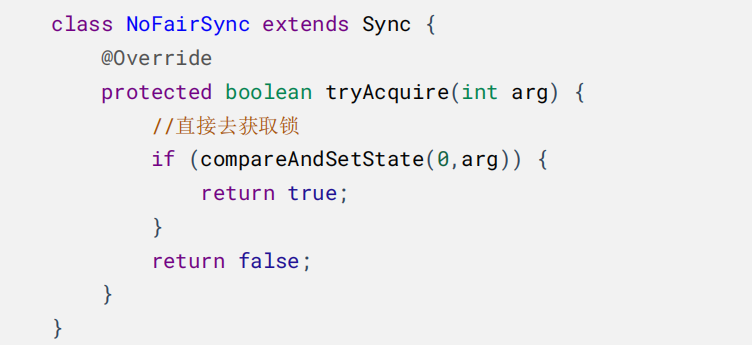 class NoFairSync extends Sync {
@Override
protected boolean tryAcquire(int arg) {
//直接去获取锁
if (compareAndSetState(0,arg)) {
return true;
}
return false;
}
}